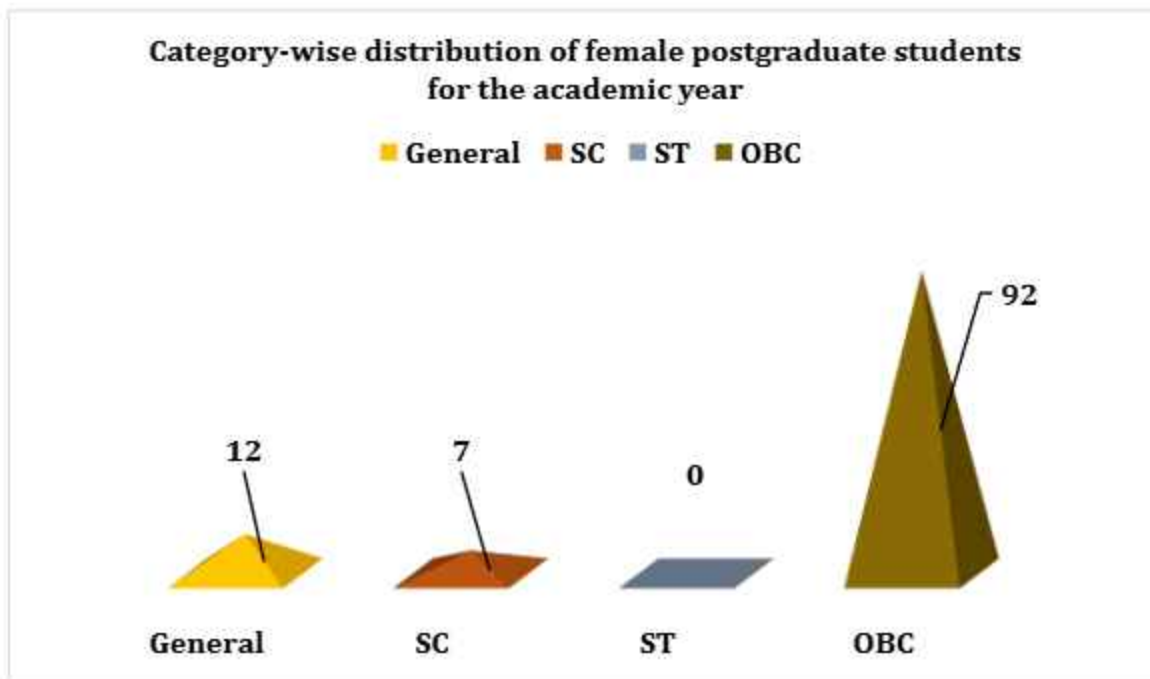 Category-wise distribution of female postgraduate students
for the academic year
General SC ST OBC
92
12 7 0
General SC ST OBC